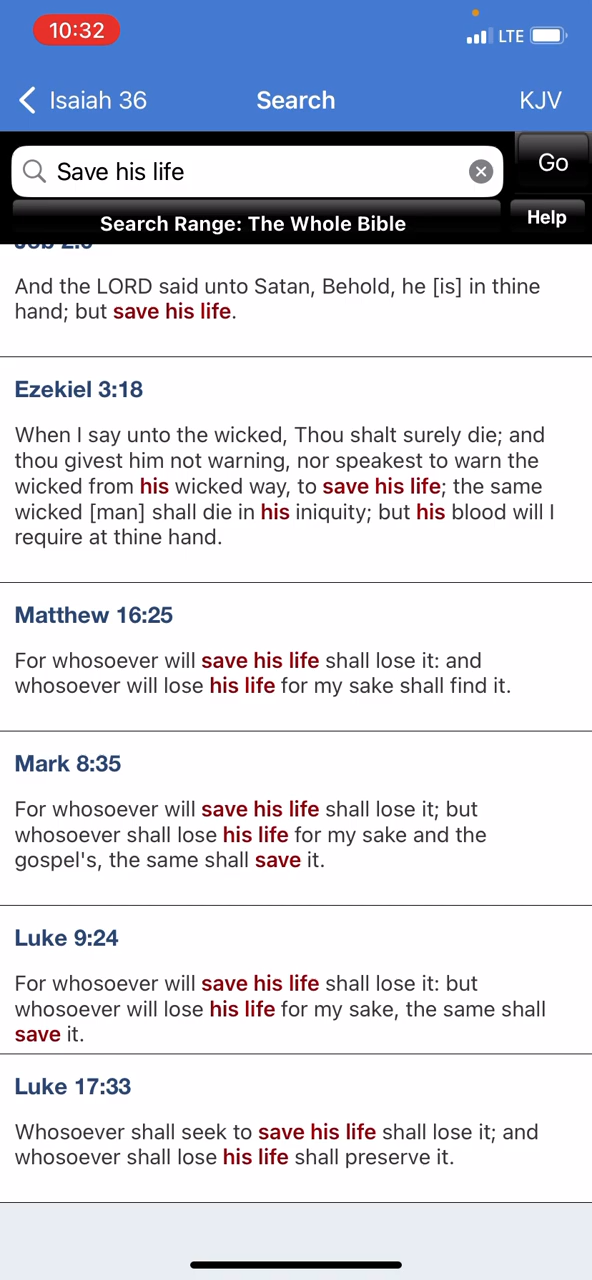 10:32
LTE
Isaiah 36
Search
KJV
Save his life
Go
Search Range: The Whole Bible
Help
Job 2:6
And the LORD said unto Satan, Behold, he [is] in thine
hand; but save his life.
Ezekiel 3:18
When I say unto the wicked, Thou shalt surely die; and
thou givest him not warning, nor speakest to warn the
wicked from his wicked way, to save his life; the same
wicked [man] shall die in his iniquity; but his blood will I
require at thine hand.
Matthew 16:25
For whosoever will save his life shall lose it: and
whosoever will lose his life for my sake shall find it.
Mark 8:35
For whosoever will save his life shall lose it; but
whosoever shall lose his life for my sake and the
gospel's, the same shall save it.
Luke 9:24
For whosoever will save his life shall lose it: but
whosoever will lose his life for my sake, the same shall
save it.
Luke 17:33
Whosoever shall seek to save his life shall lose it; and
whosoever shall lose his life shall preserve it.